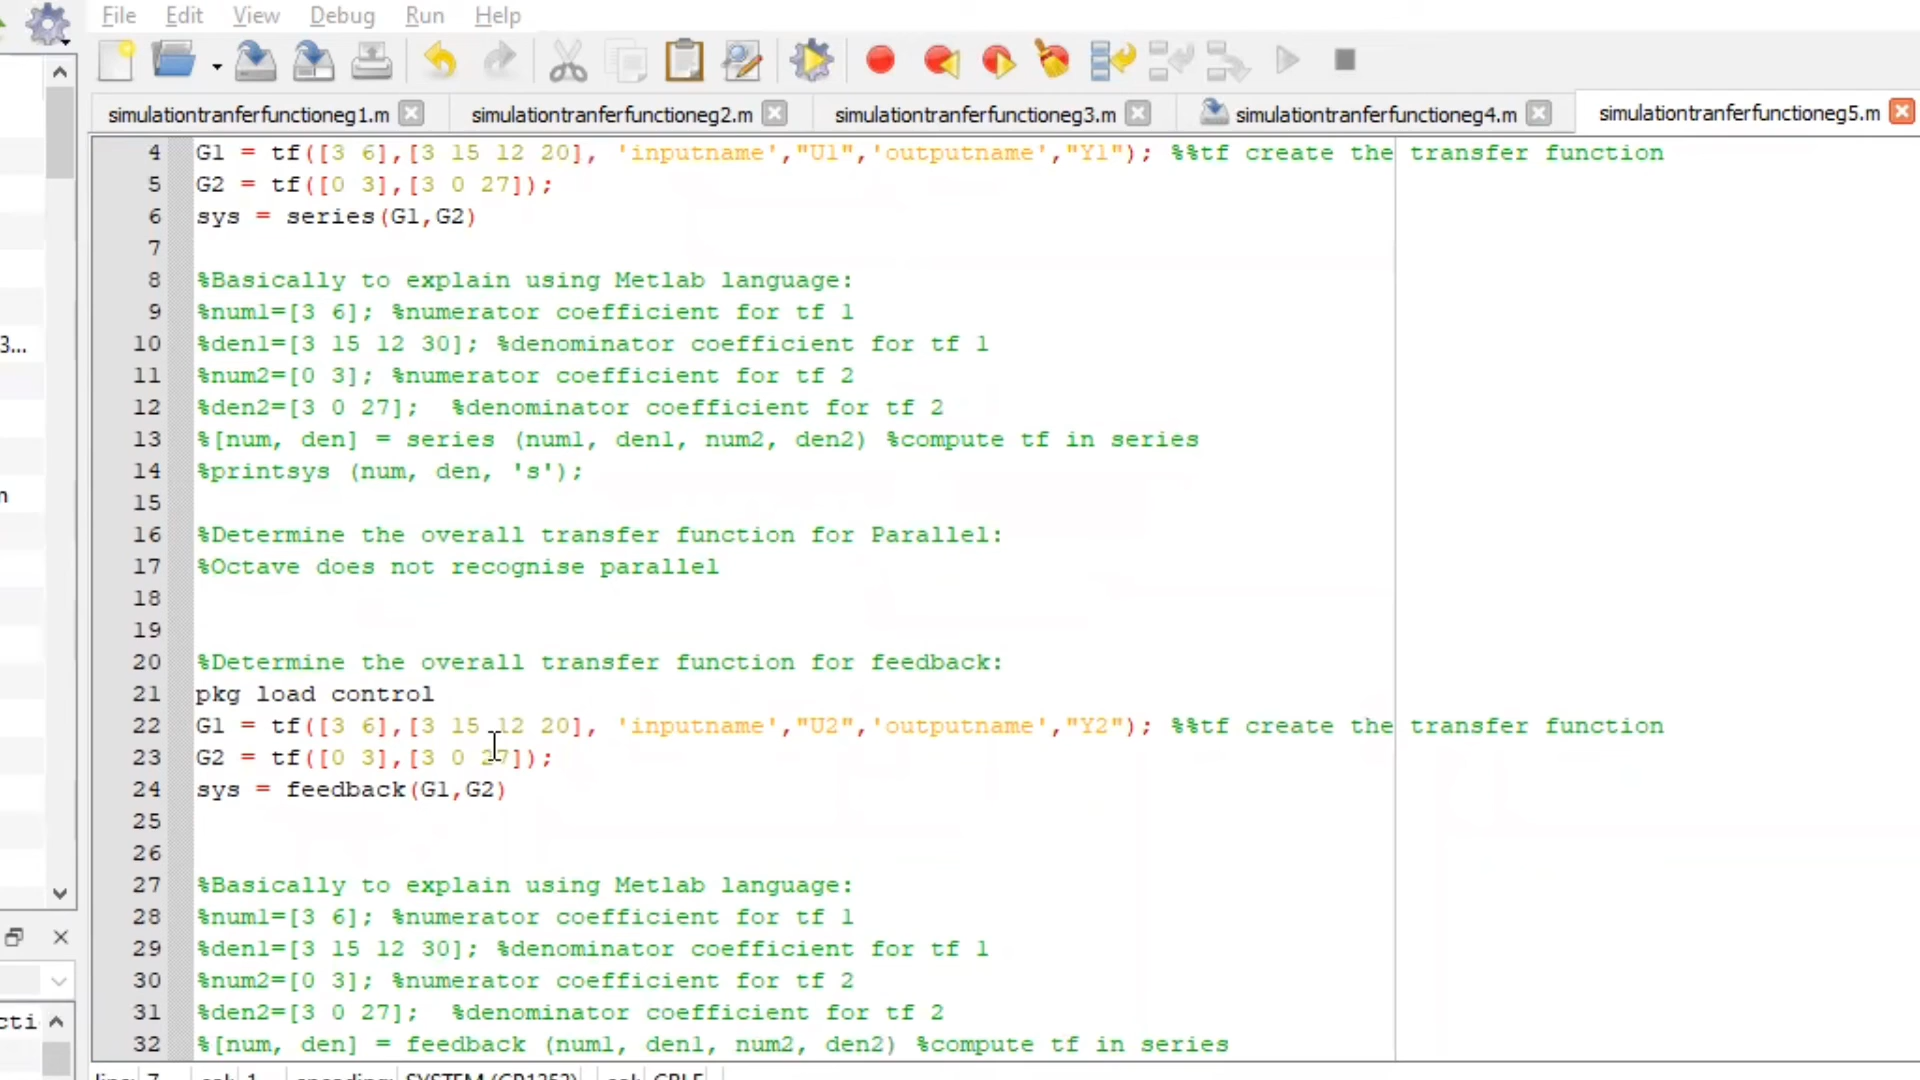 File Edit View Debug Run Help
simulationtranferfunctioneg1.m simulationtranferfunctioneg2.m simulationtranferfunctioneg3.m simulationtranferfunctioneg4.m simulationtranferfunctioneg5.m
4 G1 = tf([3 6],[3 15 12 20], 'inputname',"U1",'outputname',"Y1"); %%tf create the transfer function
5 G2 = tf([0 3],[3 0 27]);
6 sys = series(G1,G2)
7
8 %Basically to explain using Metlab language:
9 %num1=[3 6]; %numerator coefficient for tf 1
10 %den1=[3 15 12 30]; %denominator coefficient for tf 1
11 %num2=[0 3]; %numerator coefficient for tf 2
12 %den2=[3 0 27];  %denominator coefficient for tf 2
13 %[num, den] = series (num1, den1, num2, den2) %compute tf in series
14 %printsys (num, den, 's');
15
16 %Determine the overall transfer function for Parallel:
17 %Octave does not recognise parallel
18
19
20 %Determine the overall transfer function for feedback:
21 pkg load control
22 G1 = tf([3 6],[3 15 12 20], 'inputname',"U2",'outputname',"Y2"); %%tf create the transfer function
23 G2 = tf([0 3],[3 0 27]);
24 sys = feedback(G1,G2)
25
26
27 %Basically to explain using Metlab language:
28 %num1=[3 6]; %numerator coefficient for tf 1
29 %den1=[3 15 12 30]; %denominator coefficient for tf 1
30 %num2=[0 3]; %numerator coefficient for tf 2
31 %den2=[3 0 27];  %denominator coefficient for tf 2
32 %[num, den] = feedback (num1, den1, num2, den2) %compute tf in series
3...